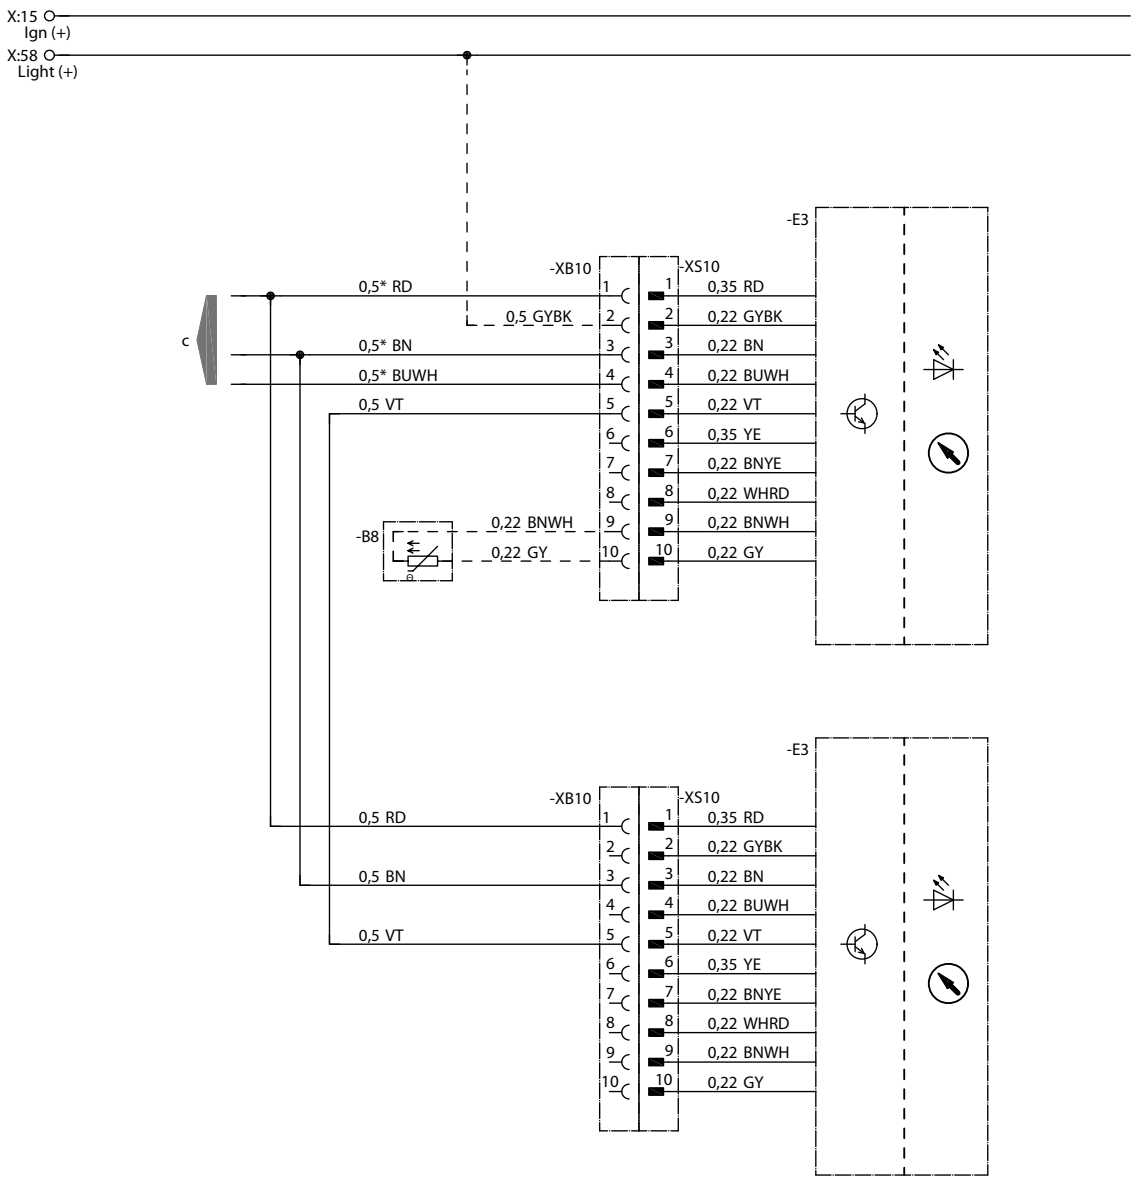 X:15
Ign (+)
X:58
Light (+)
-E3
-XB10 -XS10
0,5* RD 1 1 0,35 RD
0,5 GYBK 2 2 0,22 GYBK
c
0,5* BN 3 3 0,22 BN
0,5* BUWH 4 4 0,22 BUWH
0,5 VT 5 5 0,22 VT
6 6 0,35 YE
7 7 0,22 BNYE
8 8 0,22 WHRD
0,22 BNWH 9 9 0,22 BNWH
-B8
0,22 GY 10 10 0,22 GY
Θ
-E3
-XB10 -XS10
0,5 RD 1 1 0,35 RD
2 2 0,22 GYBK
0,5 BN 3 3 0,22 BN
4 4 0,22 BUWH
0,5 VT 5 5 0,22 VT
6 6 0,35 YE
7 7 0,22 BNYE
8 8 0,22 WHRD
9 9 0,22 BNWH
10 10 0,22 GY